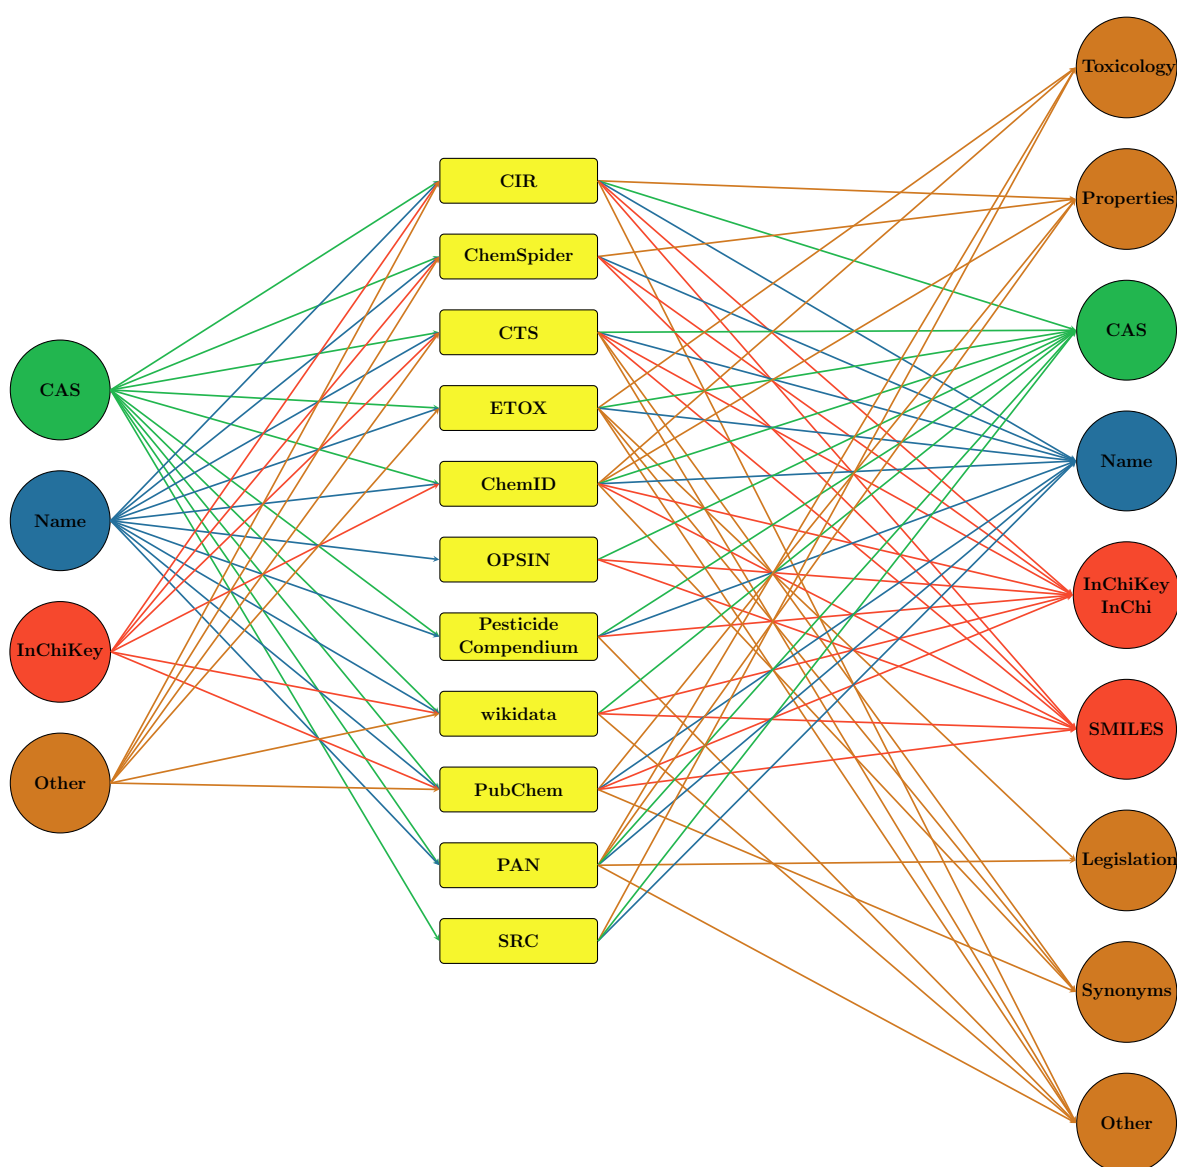 CAS
Name
InChiKey
Other
CIR
ChemSpider
CTS
ETOX
ChemID
OPSIN
Pesticide
Compendium
wikidata
PubChem
PAN
SRC
Toxicology
Properties
CAS
Name
InChiKey
InChi
SMILES
Legislation
Synonyms
Other